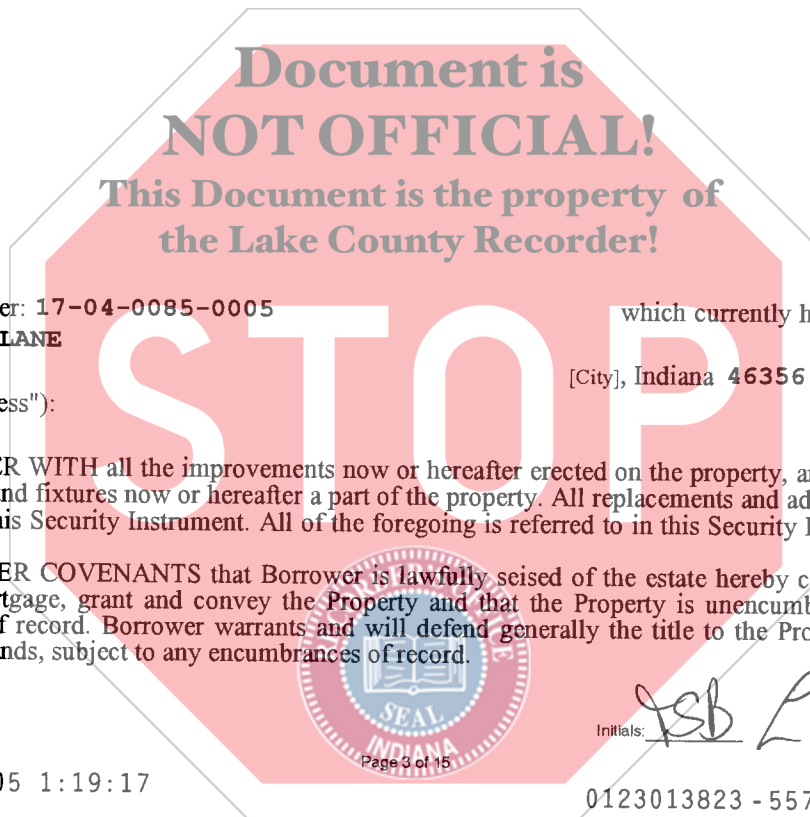 Document is
NOT OFFICIAL!
This Document is the property of
the Lake County Recorder!
STOP
er: 17-04-0085-0005 which currently h
LANE
[City], Indiana 46356
ess"):
ER WITH all the improvements now or hereafter erected on the property, a
nd fixtures now or hereafter a part of the property. All replacements and ad
is Security Instrument. All of the foregoing is referred to in this Security I
ER COVENANTS that Borrower is lawfully seised of the estate hereby c
tgage, grant and convey the Property and that the Property is unencumb
f record. Borrower warrants and will defend generally the title to the Pro
nds, subject to any encumbrances of record.
SEAL
INDIANA
Initials: JSB
Page 3 of 15
05 1:19:17
0123013823 - 557